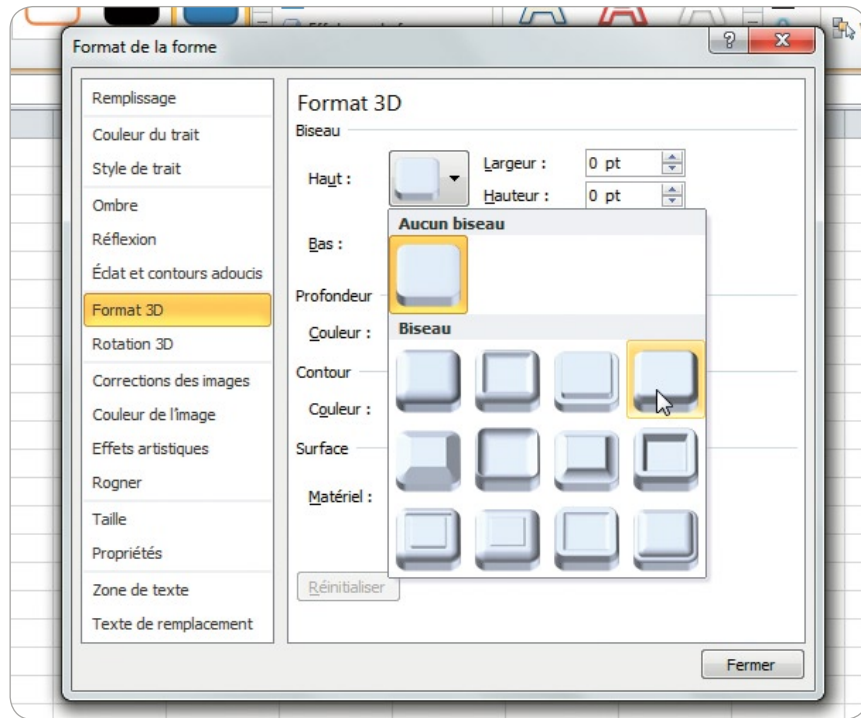 Format de la forme
Remplissage
Couleur du trait
Style de trait
Ombre
Réflexion
Éclat et contours adoucis
Format 3D
Rotation 3D
Corrections des images
Couleur de l'image
Effets artistiques
Rogner
Taille
Propriétés
Zone de texte
Texte de remplacement
Format 3D
Biseau
Haut :
Largeur : 0 pt
Hauteur : 0 pt
Aucun biseau
Bas :
Profondeur
Biseau
Couleur :
Contour
Couleur :
Surface
Matériel :
Réinitialiser
Fermer